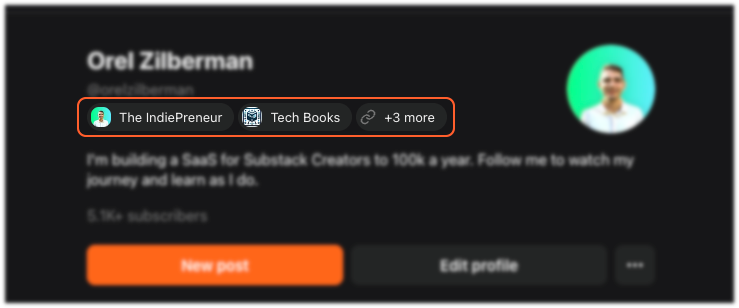 Orel Zilberman
@orelzilberman
The IndiePreneur Tech Books +3 more
I'm building a SaaS for Substack Creators to 100k a year. Follow me to watch my
journey and learn as I do.
5.1K+ subscribers
New post Edit profile